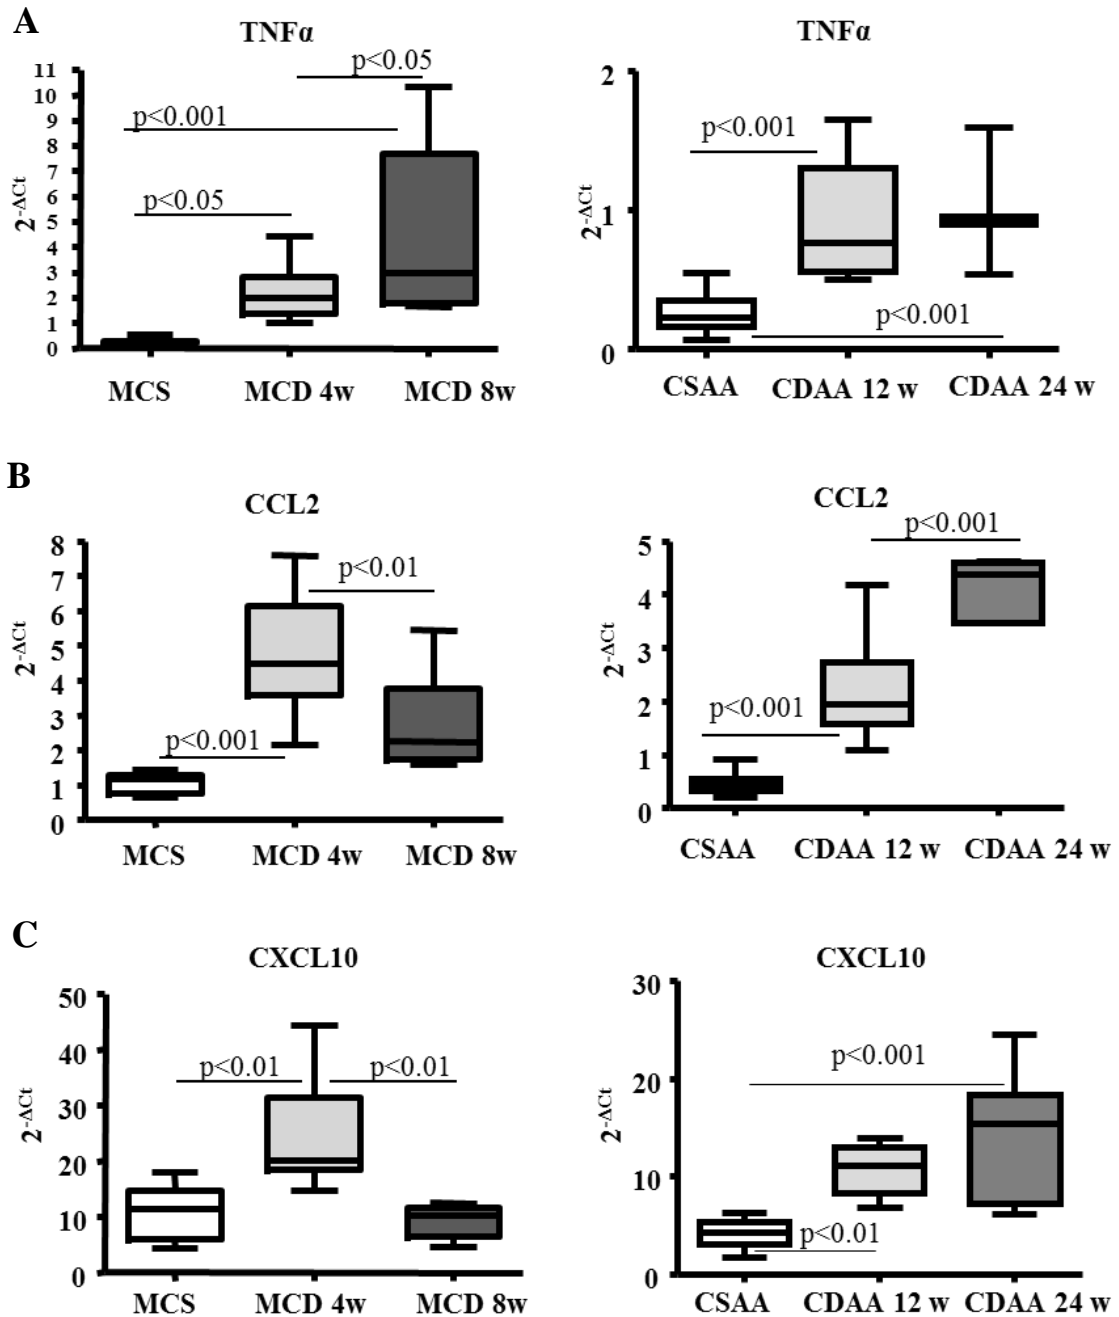 A
TNFα
2^-ΔCt
11
10
9
8
7
6
5
4
3
2
1
0
p<0.05
p<0.001
p<0.05
MCS
MCD 4w
MCD 8w
TNFα
2^-ΔCt
2
1
0
p<0.001
p<0.001
CSAA
CDAA 12 w
CDAA 24 w
B
CCL2
2^-ΔCt
8
7
6
5
4
3
2
1
0
p<0.01
p<0.001
MCS
MCD 4w
MCD 8w
CCL2
2^-ΔCt
5
4
3
2
1
0
p<0.001
p<0.001
CSAA
CDAA 12 w
CDAA 24 w
C
CXCL10
2^-ΔCt
50
40
30
20
10
0
p<0.01
p<0.01
MCS
MCD 4w
MCD 8w
CXCL10
2^-ΔCt
30
20
10
0
p<0.001
p<0.01
CSAA
CDAA 12 w
CDAA 24 w